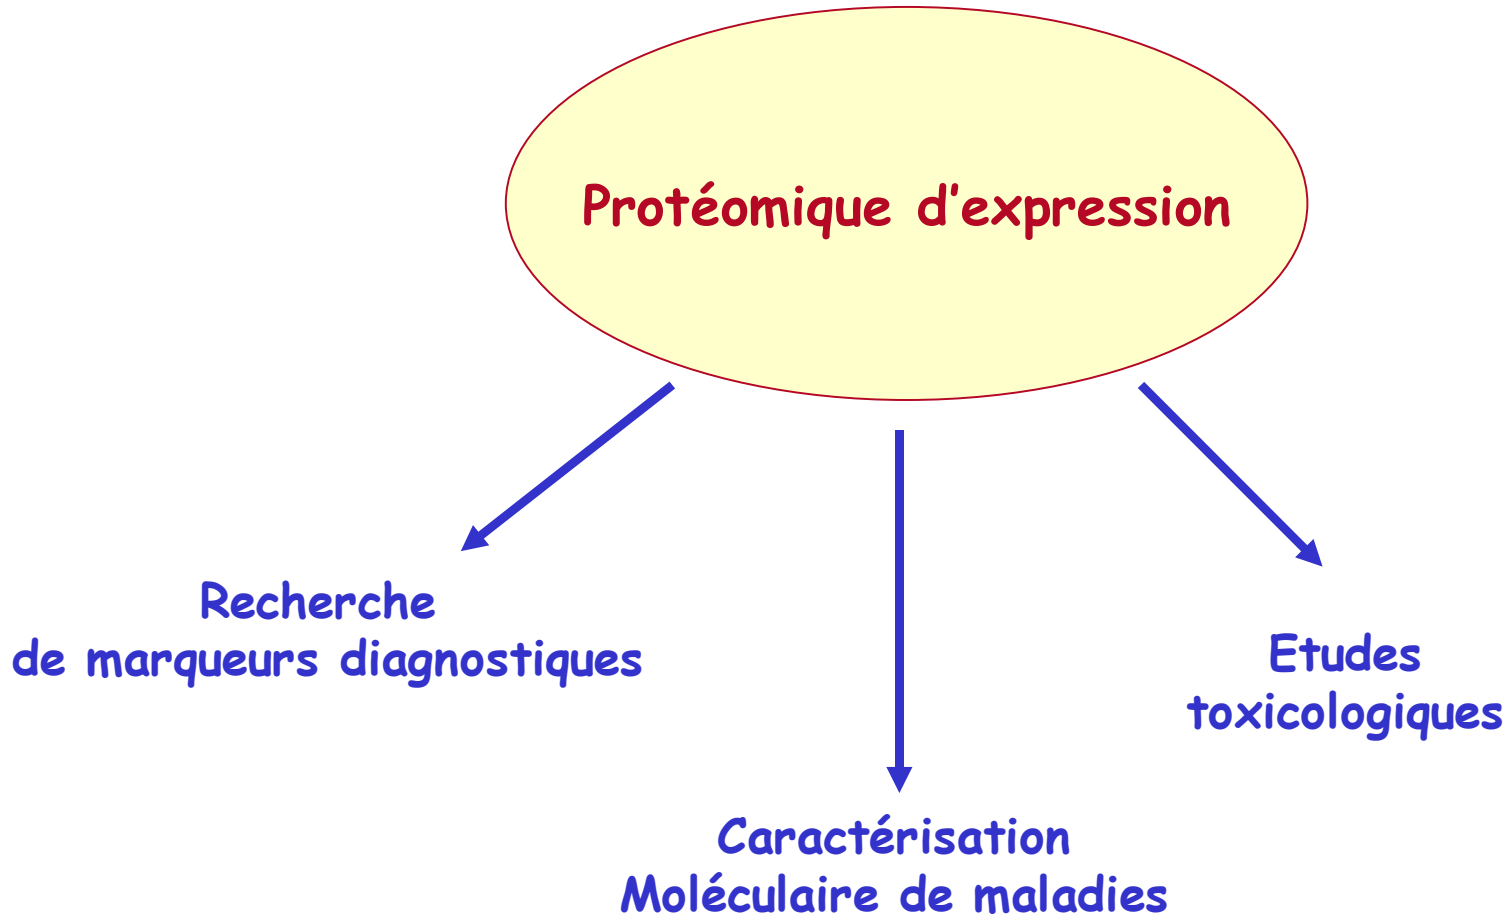 Protéomique d'expression
Recherche
de marqueurs diagnostiques
Etudes
toxicologiques
Caractérisation
Moléculaire de maladies